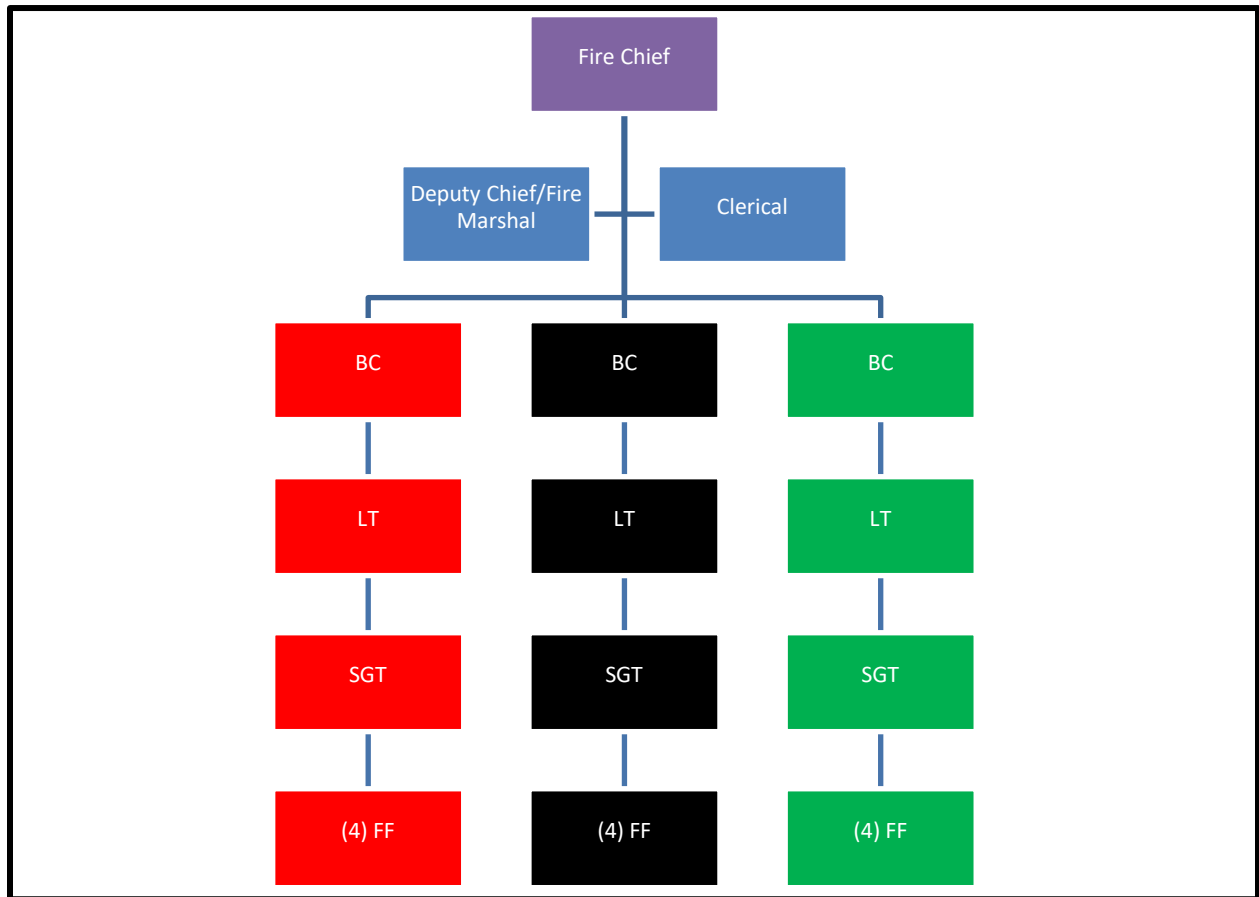 Fire Chief
Deputy Chief/Fire
Marshal
Clerical
BC
BC
BC
LT
LT
LT
SGT
SGT
SGT
(4) FF
(4) FF
(4) FF